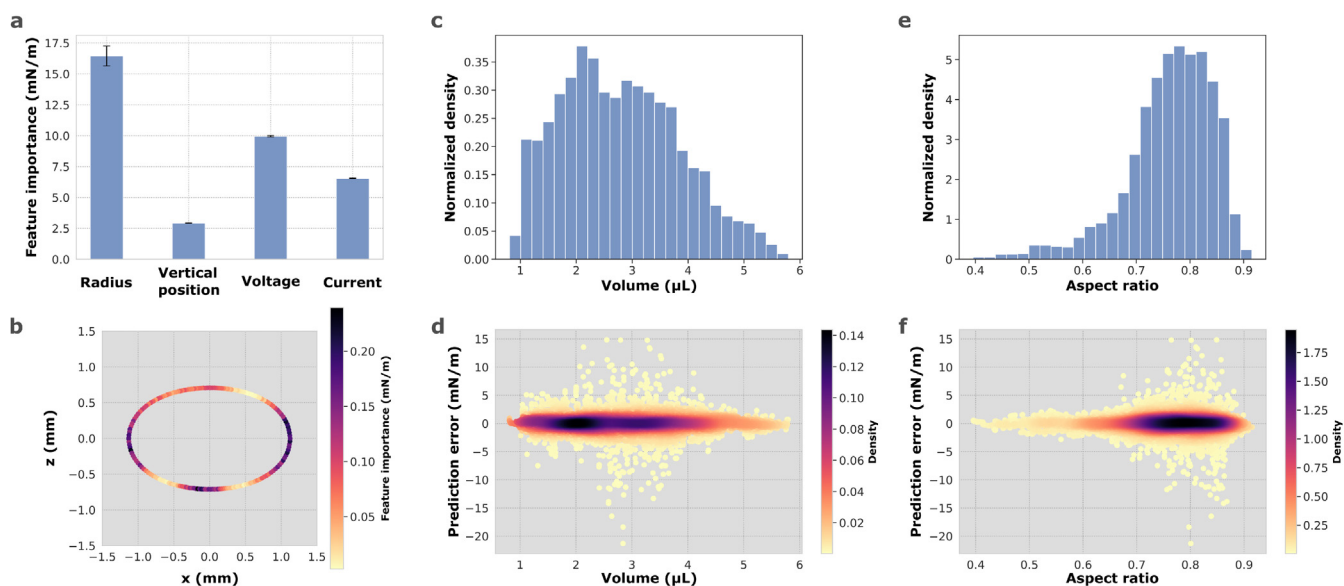 a
Feature importance (mN/m)
17.5
15.0
12.5
10.0
7.5
5.0
2.5
0.0
Radius
Vertical
position
Voltage
Current
b
z (mm)
1.5
1.0
0.5
0.0
−0.5
−1.0
−1.5
−1.5 −1.0 −0.5 0.0 0.5 1.0 1.5
x (mm)
0.20
0.15
0.10
0.05
Feature importance (mN/m)
c
Normalized density
0.35
0.30
0.25
0.20
0.15
0.10
0.05
0.00
1 2 3 4 5 6
Volume (µL)
d
Prediction error (mN/m)
15
10
5
0
−5
−10
−15
−20
1 2 3 4 5 6
Volume (µL)
0.14
0.12
0.10
0.08
0.06
0.04
0.02
Density
e
Normalized density
5
4
3
2
1
0
0.4 0.5 0.6 0.7 0.8 0.9
Aspect ratio
f
Prediction error (mN/m)
15
10
5
0
−5
−10
−15
−20
0.4 0.5 0.6 0.7 0.8 0.9
Aspect ratio
1.75
1.50
1.25
1.00
0.75
0.50
0.25
Density